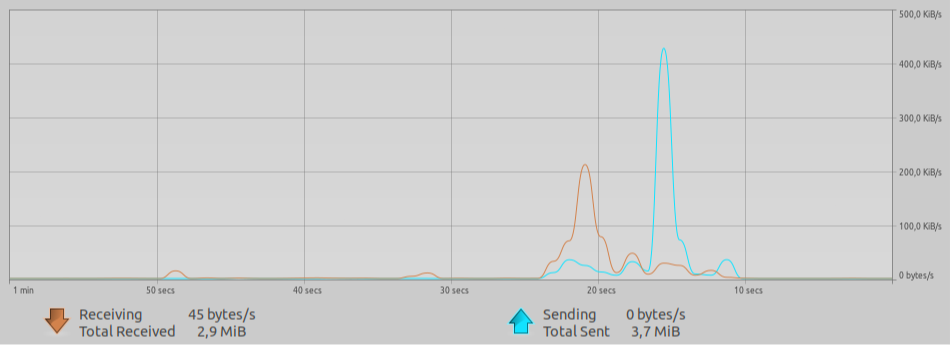 500,0 KiB/s
400,0 KiB/s
300,0 KiB/s
200,0 KiB/s
100,0 KiB/s
0 bytes/s
1 min 50 secs 40 secs 30 secs 20 secs 10 secs
Receiving 45 bytes/s Sending 0 bytes/s
Total Received 2,9 MiB Total Sent 3,7 MiB